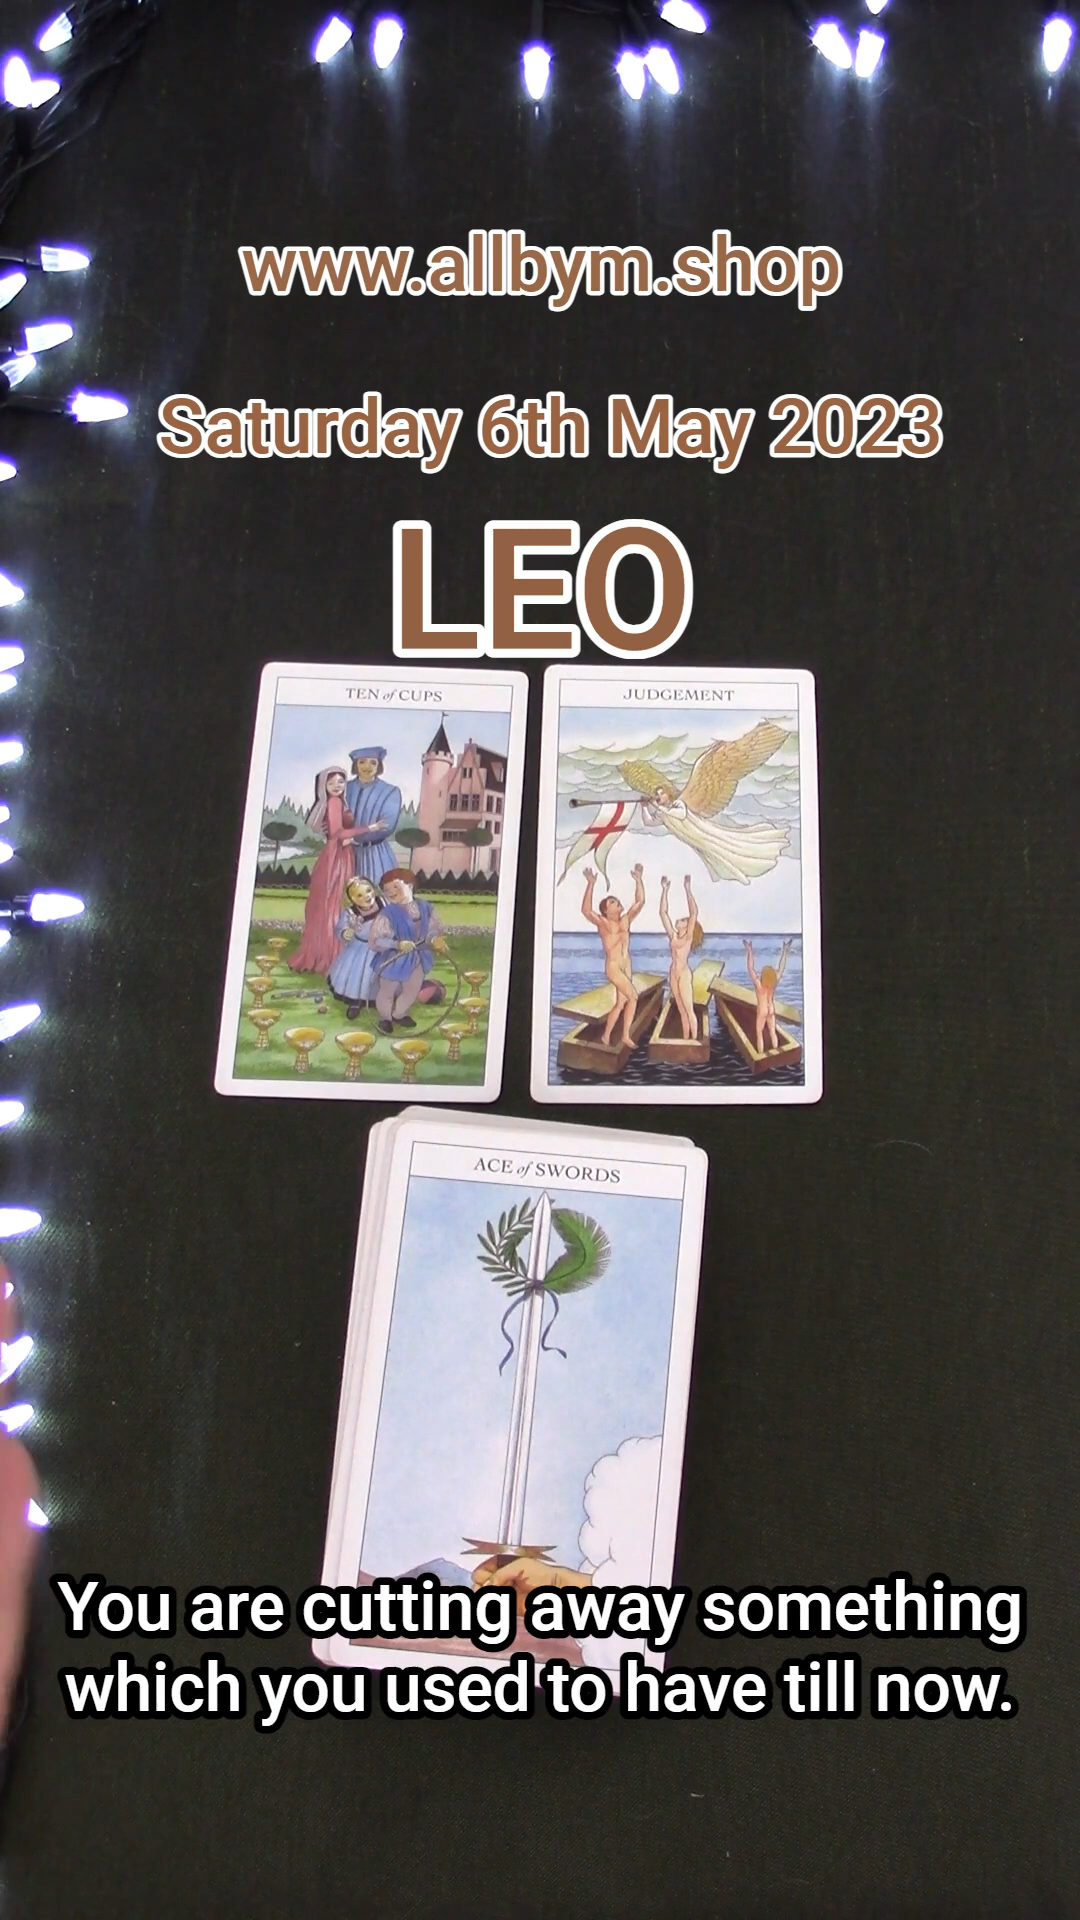 www.allbym.shop
Saturday 6th May 2023
LEO
TEN of CUPS
JUDGEMENT
ACE of SWORDS
You are cutting away something
which you used to have till now.